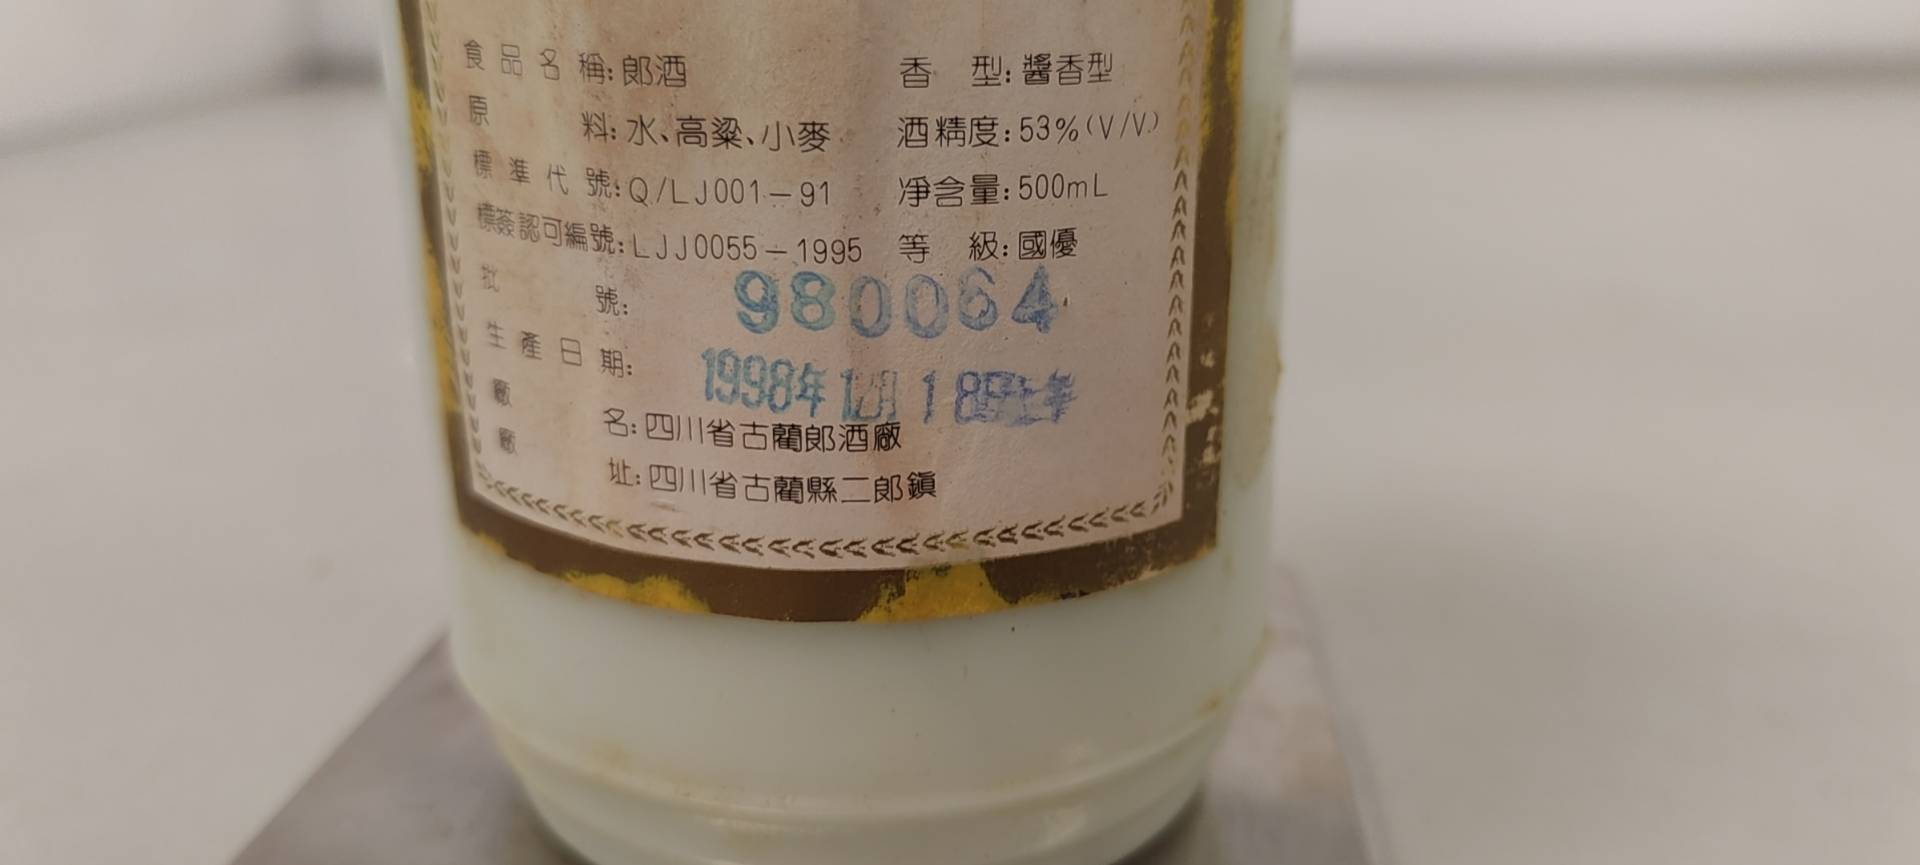 食品名稱:郎酒 香型:醬香型
原料:水、高粱、小麥 酒精度:53%(V/V)
標準代號:Q/LJ001-91 凈含量:500mL
標簽認可編號:LJJ0055-1995 等級:國優
批號: 980064
生產日期: 1998年
廠名:四川省古藺郎酒廠
廠址:四川省古藺縣二郎鎮